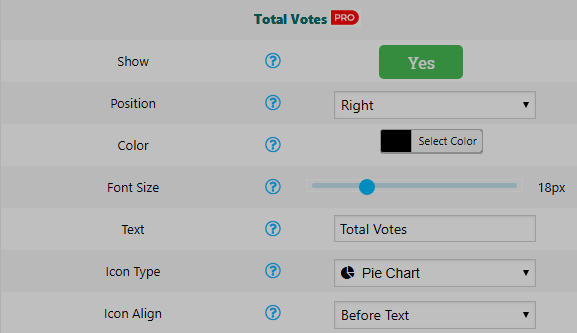 Total Votes PRO
Show ? Yes
Position ? Right
Color ? Select Color
Font Size ? 18px
Text ? Total Votes
Icon Type ? Pie Chart
Icon Align ? Before Text